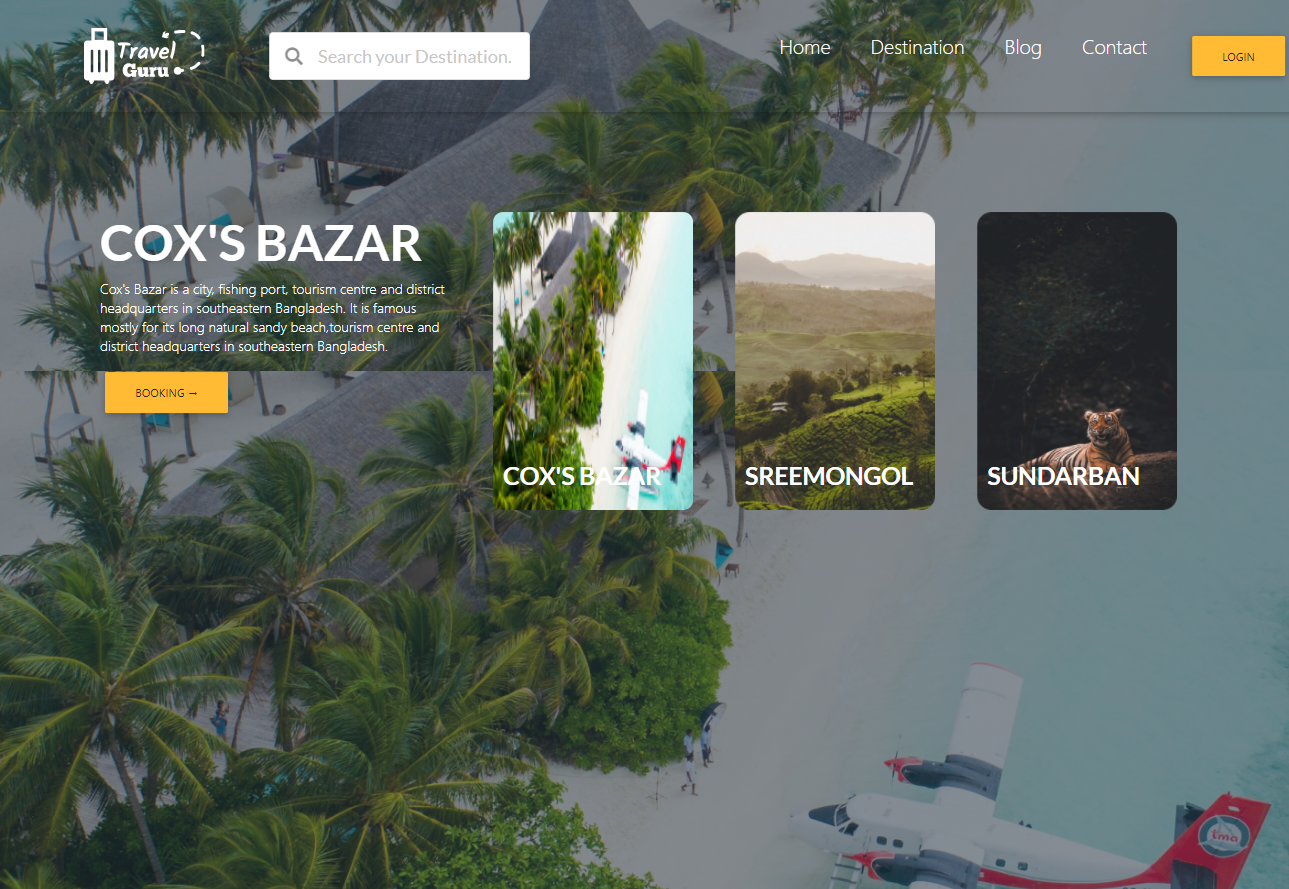 Travel
Guru
Search your Destination.
Home
Destination
Blog
Contact
LOGIN
COX'S BAZAR
Cox's Bazar is a city, fishing port, tourism centre and district
headquarters in southeastern Bangladesh. It is famous
mostly for its long natural sandy beach,tourism centre and
district headquarters in southeastern Bangladesh.
BOOKING →
COX'S BAZAR
SREEMONGOL
SUNDARBAN
tma